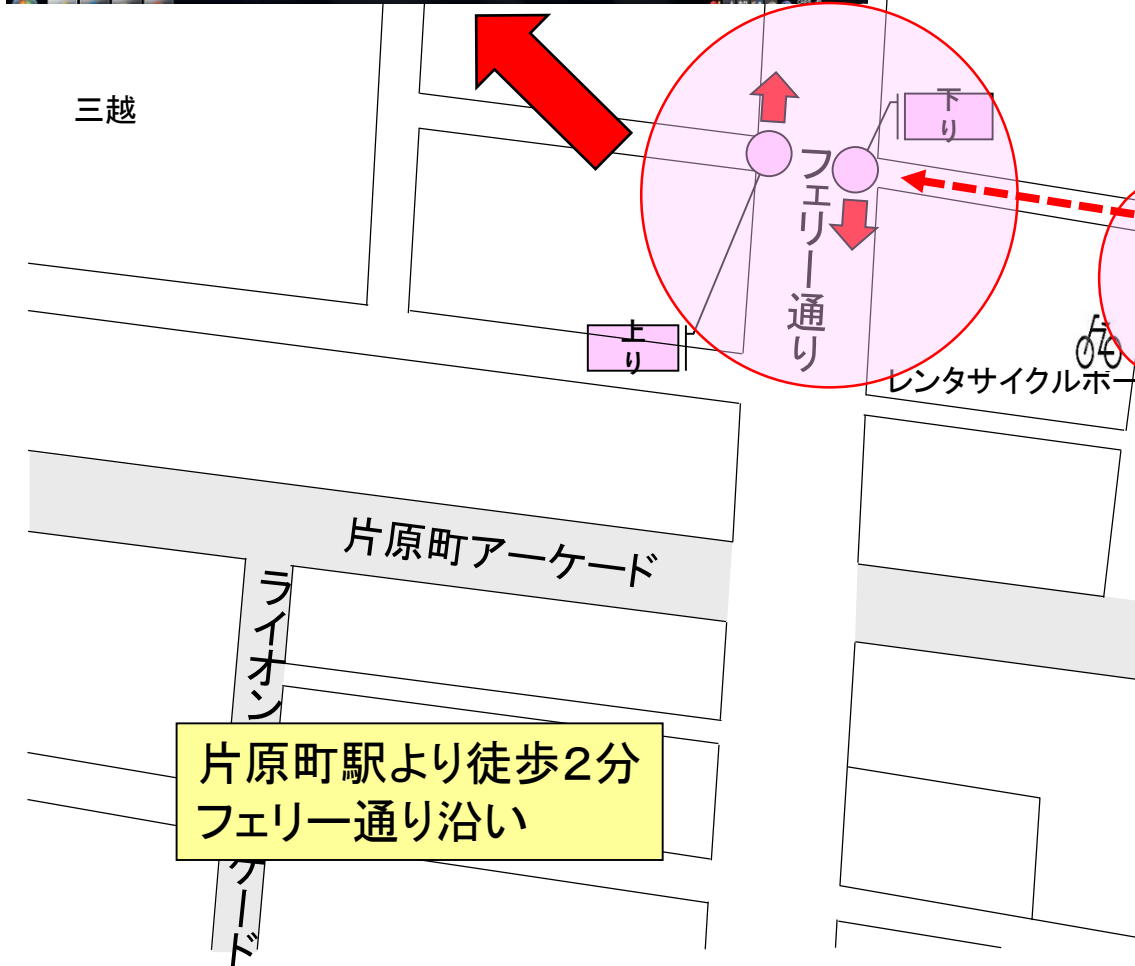 三越
下り
フェリー通り
上り
レンタサイクルポー
片原町アーケード
ライオン
ケード
片原町駅より徒歩２分
フェリー通り沿い